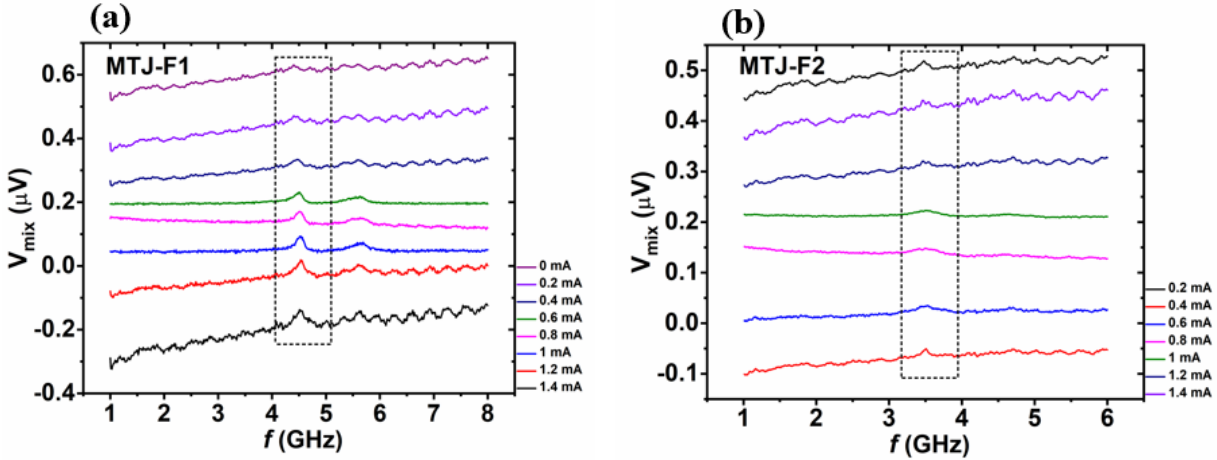 (a)
MTJ-F1
0.6
0.4
0.2
0.0
-0.2
-0.4
V_mix (μV)
1 2 3 4 5 6 7 8
f (GHz)
0 mA
0.2 mA
0.4 mA
0.6 mA
0.8 mA
1 mA
1.2 mA
1.4 mA
(b)
MTJ-F2
0.5
0.4
0.3
0.2
0.1
0.0
-0.1
V_mix (μV)
1 2 3 4 5 6
f (GHz)
0.2 mA
0.4 mA
0.6 mA
0.8 mA
1 mA
1.2 mA
1.4 mA